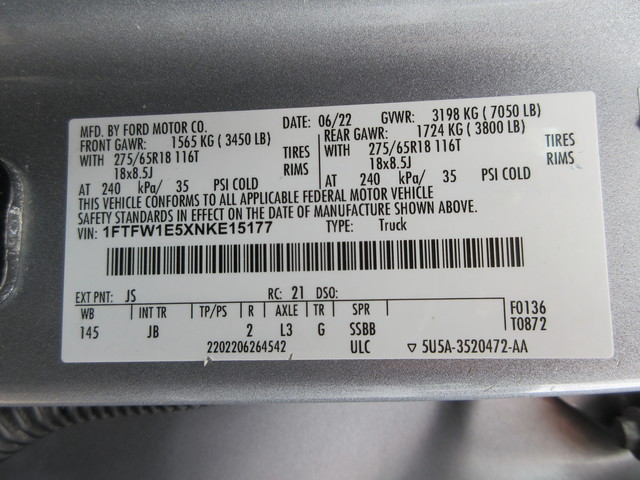 MFD. BY FORD MOTOR CO. DATE: 06/22 GVWR: 3198 KG ( 7050 LB)
FRONT GAWR: 1565 KG ( 3450 LB) REAR GAWR: 1724 KG ( 3800 LB)
WITH 275/65R18 116T TIRES WITH 275/65R18 116T TIRES
18x8.5J RIMS 18x8.5J RIMS
AT 240 kPa/ 35 PSI COLD AT 240 kPa/ 35 PSI COLD
THIS VEHICLE CONFORMS TO ALL APPLICABLE FEDERAL MOTOR VEHICLE
SAFETY STANDARDS IN EFFECT ON THE DATE OF MANUFACTURE SHOWN ABOVE.
VIN: 1FTFW1E5XNKE15177 TYPE: Truck
EXT PNT: JS RC: 21 DSO:
WB INT TR TP/PS R AXLE TR SPR F0136
145 JB 2 L3 G SSBB T0872
2202206264542 ULC ▽ 5U5A-3520472-AA